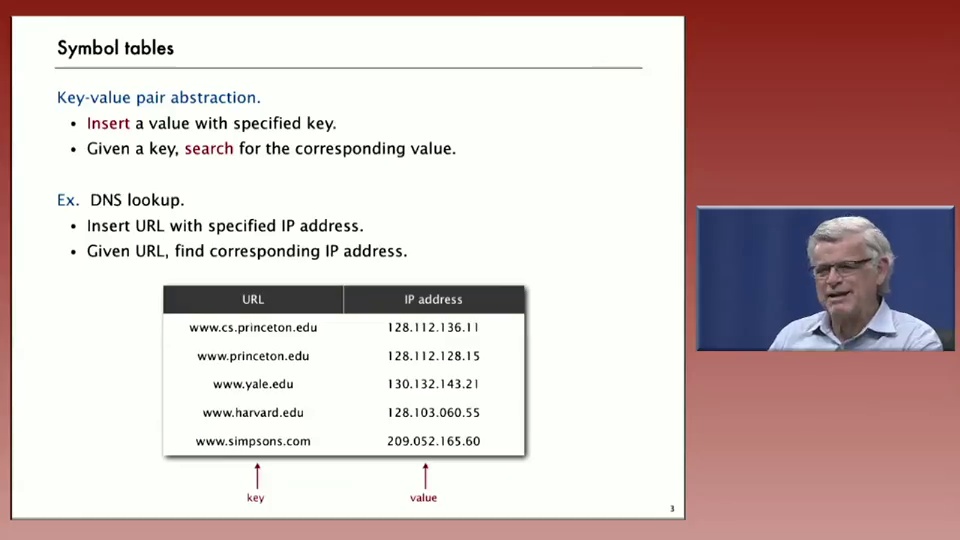 Symbol tables
Key-value pair abstraction.
• Insert a value with specified key.
• Given a key, search for the corresponding value.
Ex. DNS lookup.
• Insert URL with specified IP address.
• Given URL, find corresponding IP address.
URL IP address
www.cs.princeton.edu 128.112.136.11
www.princeton.edu 128.112.128.15
www.yale.edu 130.132.143.21
www.harvard.edu 128.103.060.55
www.simpsons.com 209.052.165.60
key value
3